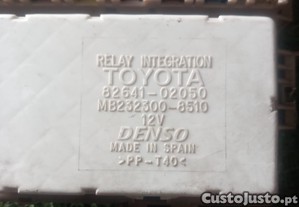 RELAY INTEGRATION
TOYOTA
82641-02050
MB232300-8510
12V
DENSO
MADE IN SPAIN
>PP-T40<
CustoJusto.pt